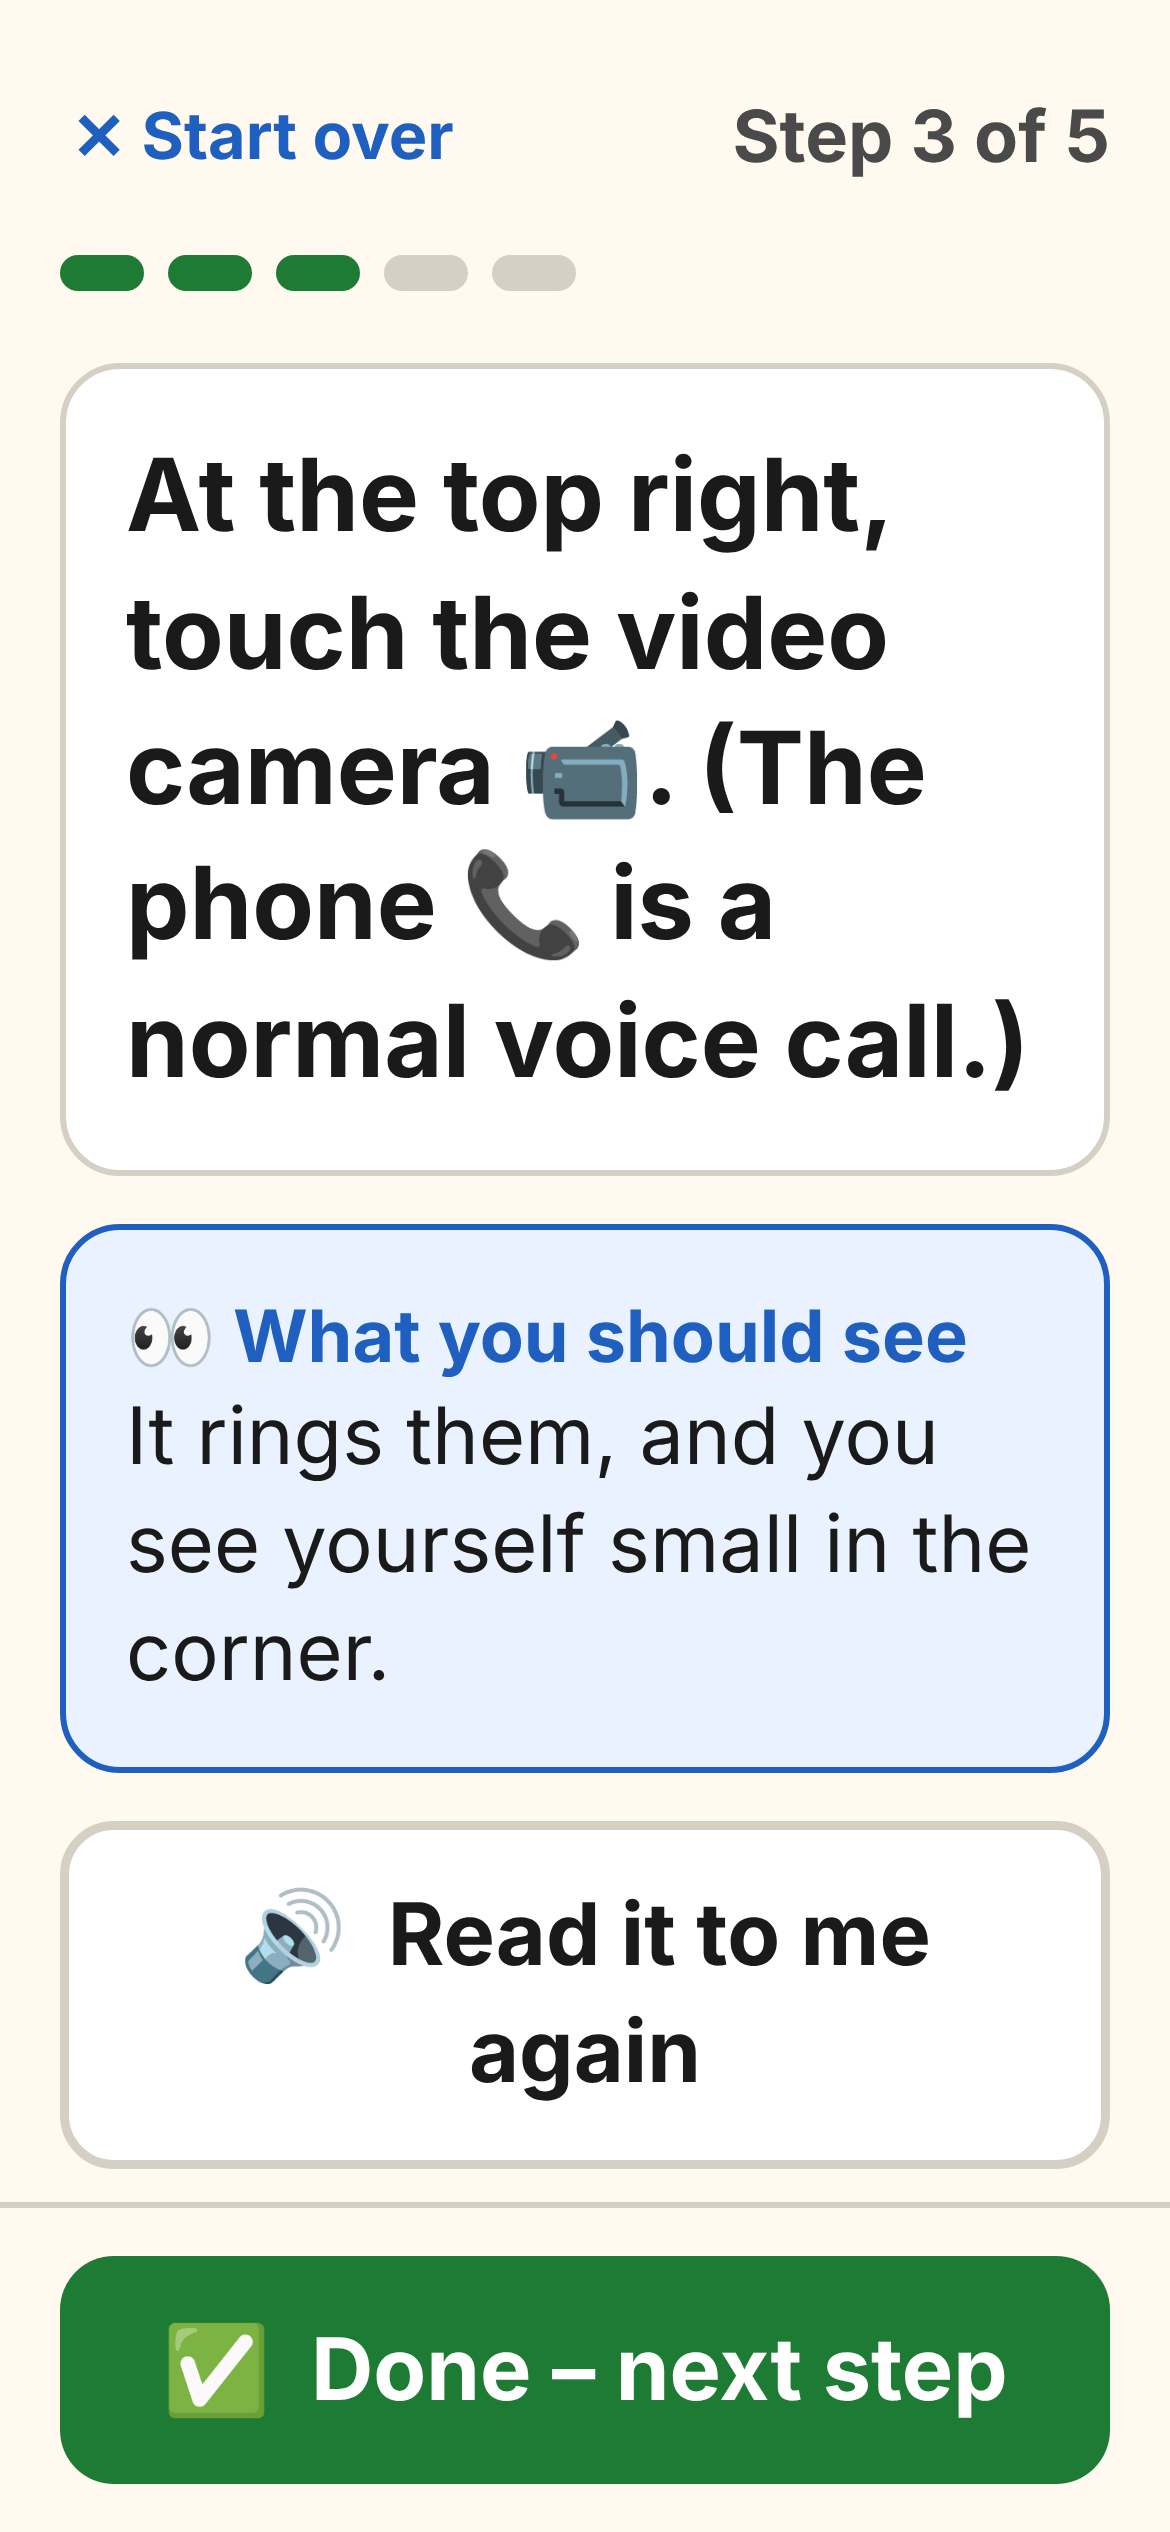 ✕ Start over
Step 3 of 5
At the top right,
touch the video
camera 📹. (The
phone 📞 is a
normal voice call.)
👀 What you should see
It rings them, and you
see yourself small in the
corner.
🔊 Read it to me
again
✅ Done – next step